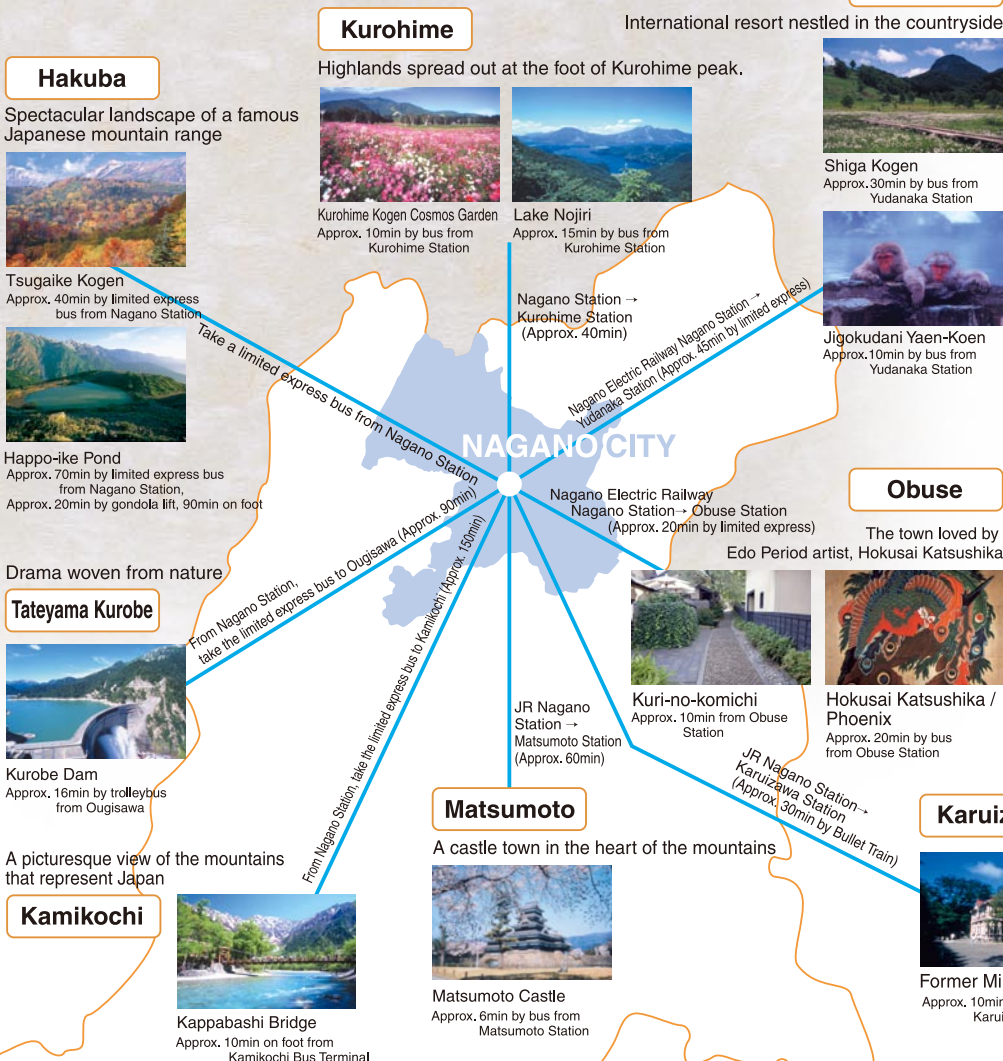 Kurohime
Highlands spread out at the foot of Kurohime peak.
Kurohime Kogen Cosmos Garden
Approx. 10min by bus from
Kurohime Station
Lake Nojiri
Approx. 15min by bus from
Kurohime Station
Nagano Station →
Kurohime Station
(Approx. 40min)
International resort nestled in the countryside
Shiga Kogen
Approx. 30min by bus from
Yudanaka Station
Jigokudani Yaen-Koen
Approx.10min by bus from
Yudanaka Station
Nagano Electric Railway Nagano Station →
Yudanaka Station (Approx. 45min by limited express)
Hakuba
Spectacular landscape of a famous
Japanese mountain range
Tsugaike Kogen
Approx. 40min by limited express
bus from Nagano Station
Happo-ike Pond
Approx. 70min by limited express bus
from Nagano Station,
Approx. 20min by gondola lift, 90min on foot
Take a limited express bus from Nagano Station
NAGANO CITY
Nagano Electric Railway
Nagano Station→ Obuse Station
(Approx. 20min by limited express)
Obuse
The town loved by
Edo Period artist, Hokusai Katsushika
Kuri-no-komichi
Approx. 10min from Obuse
Station
Hokusai Katsushika /
Phoenix
Approx. 20min by bus
from Obuse Station
Drama woven from nature
Tateyama Kurobe
Kurobe Dam
Approx. 16min by trolleybus
from Ougisawa
From Nagano Station,
take the limited express bus to Ougisawa (Approx. 90min)
A picturesque view of the mountains
that represent Japan
Kamikochi
Kappabashi Bridge
Approx. 10min on foot from
Kamikochi Bus Terminal
From Nagano Station, take the limited express bus to Kamikochi (Approx. 150min)
JR Nagano
Station →
Matsumoto Station
(Approx. 60min)
Matsumoto
A castle town in the heart of the mountains
Matsumoto Castle
Approx. 6min by bus from
Matsumoto Station
JR Nagano Station→
Karuizawa Station
(Approx. 30min by Bullet Train)
Karuiz
Former Mi
Approx. 10min
Karui